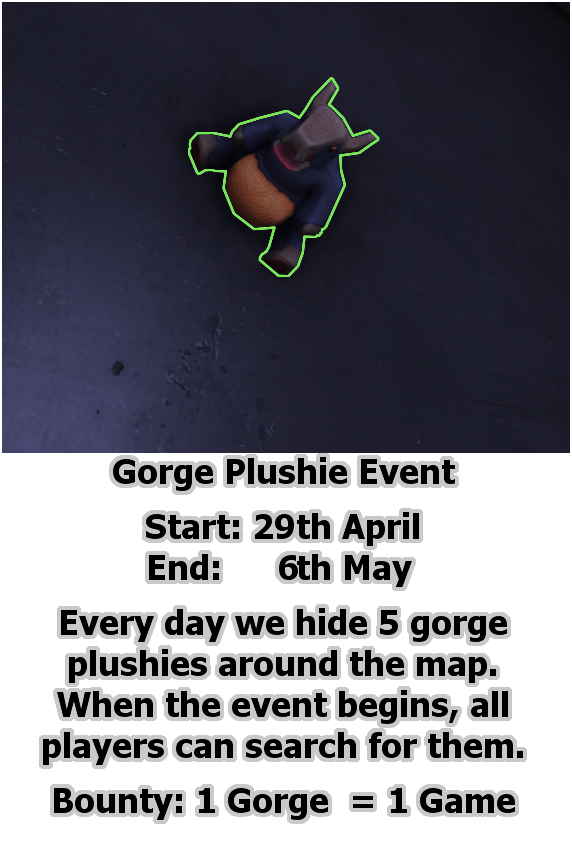 Gorge Plushie Event
Start: 29th April
End: 6th May
Every day we hide 5 gorge
plushies around the map.
When the event begins, all
players can search for them.
Bounty: 1 Gorge = 1 Game